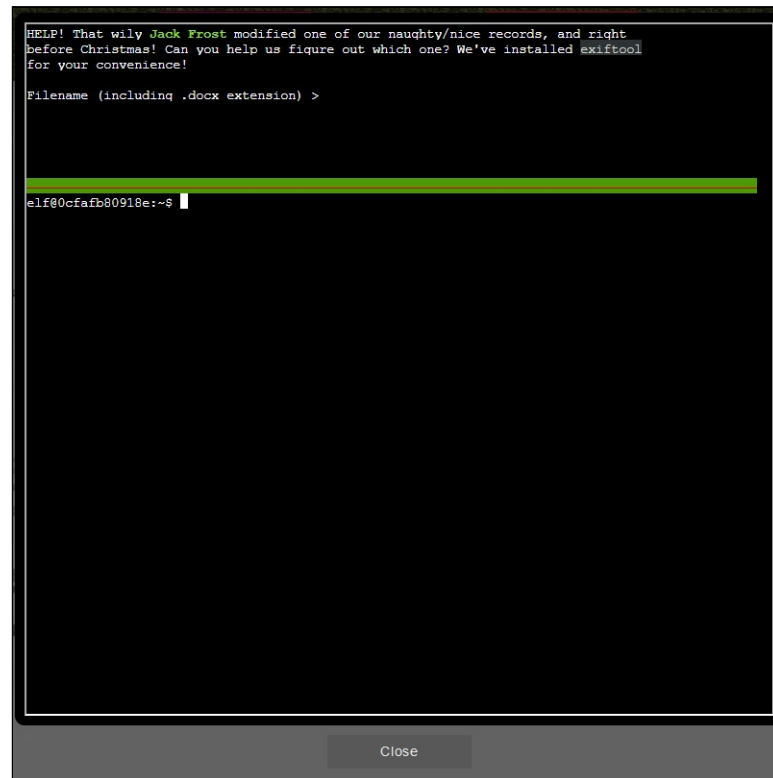 HELP! That wily Jack Frost modified one of our naughty/nice records, and right
before Christmas! Can you help us figure out which one? We've installed exiftool
for your convenience!
Filename (including .docx extension) >
elf@0cfafb80918e:~$
Close